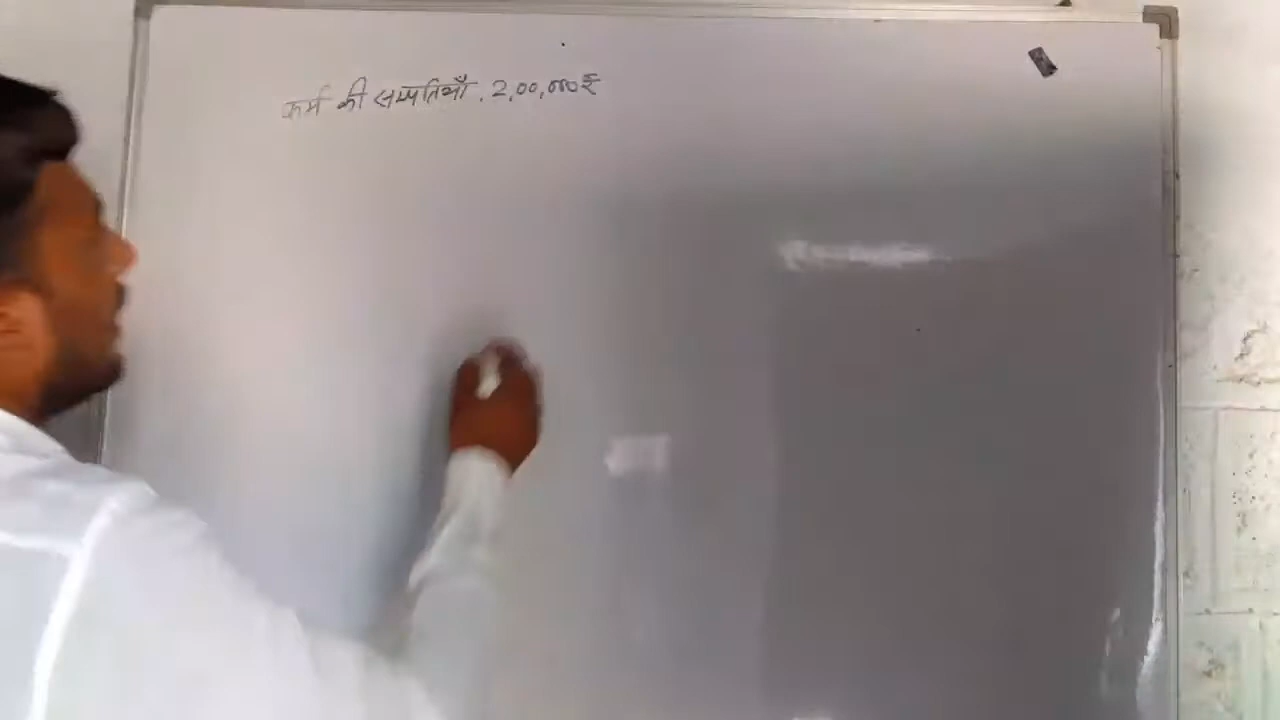 फर्म की सम्पतियाँ . 2,00,000₹